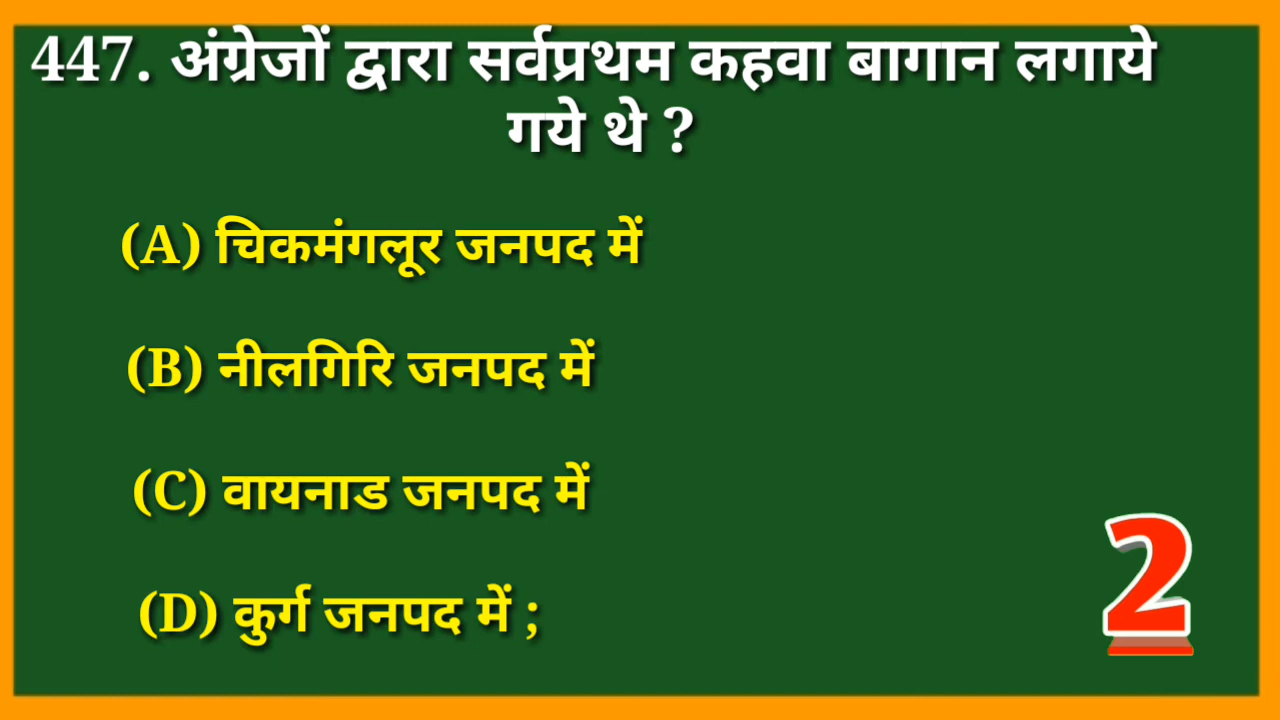 447. अंग्रेजों द्वारा सर्वप्रथम कहवा बागान लगाये
गये थे ?
(A) चिकमंगलूर जनपद में
(B) नीलगिरि जनपद में
(C) वायनाड जनपद में
(D) कुर्ग जनपद में ;
2